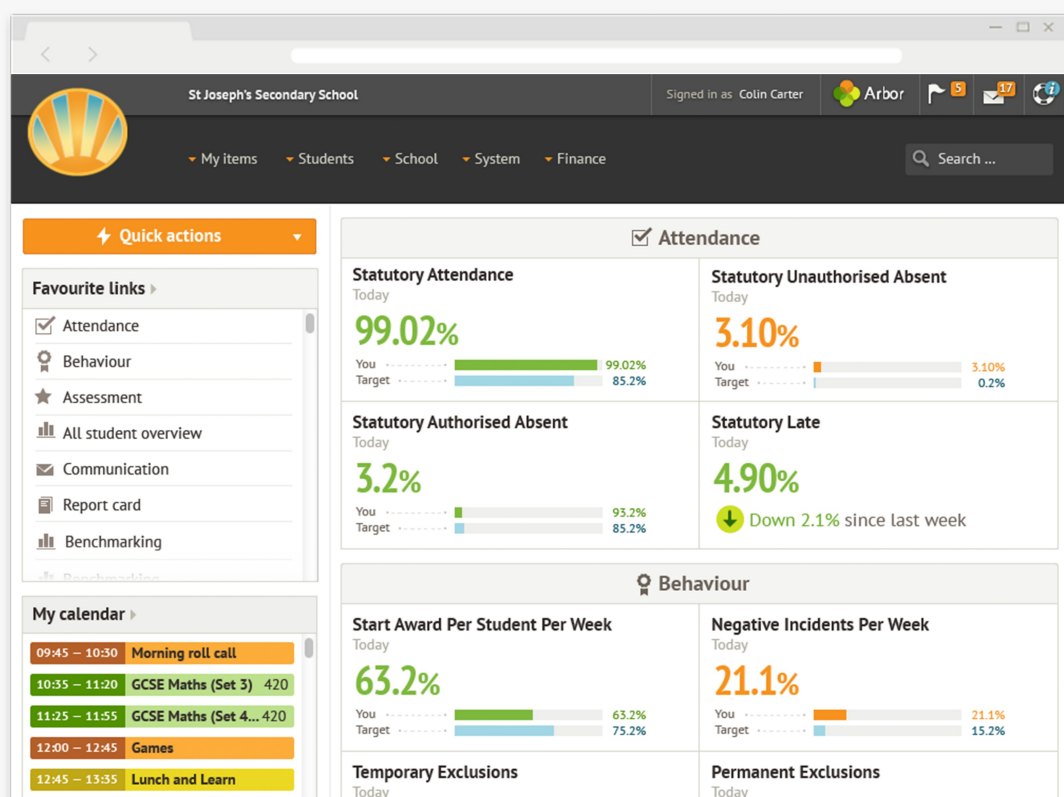 St Joseph's Secondary School
Signed in as Colin Carter
Arbor
5
17
i
My items
Students
School
System
Finance
Search ...
Quick actions
Favourite links
Attendance
Behaviour
Assessment
All student overview
Communication
Report card
Benchmarking
Benchmarking
My calendar
09:45 – 10:30 Morning roll call
10:35 – 11:20 GCSE Maths (Set 3) 420
11:25 – 11:55 GCSE Maths (Set 4... 420
12:00 – 12:45 Games
12:45 – 13:35 Lunch and Learn
Attendance
Statutory Attendance
Today
99.02%
You 99.02%
Target 85.2%
Statutory Unauthorised Absent
Today
3.10%
You 3.10%
Target 0.2%
Statutory Authorised Absent
Today
3.2%
You 93.2%
Target 85.2%
Statutory Late
Today
4.90%
Down 2.1% since last week
Behaviour
Start Award Per Student Per Week
Today
63.2%
You 63.2%
Target 75.2%
Negative Incidents Per Week
Today
21.1%
You 21.1%
Target 15.2%
Temporary Exclusions
Today
Permanent Exclusions
Today